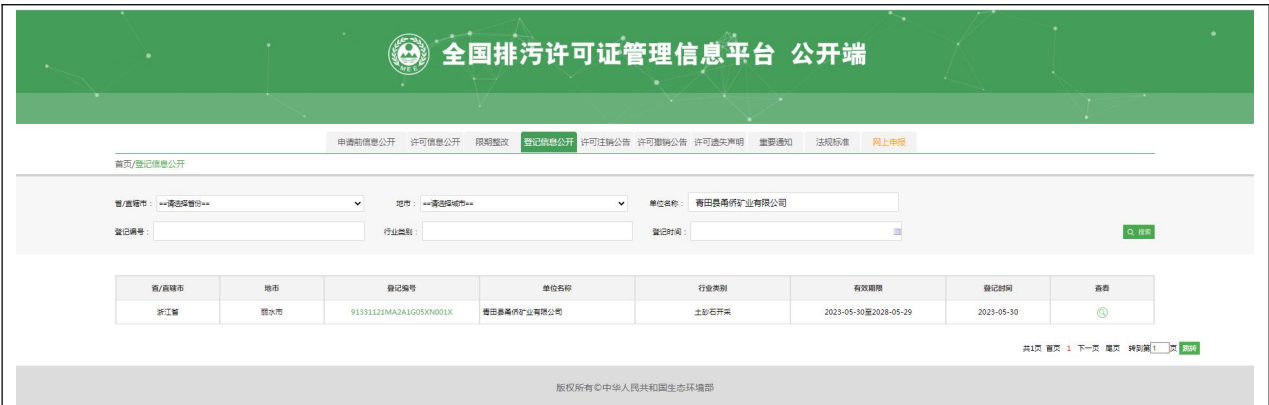 MEE
全国排污许可证管理信息平台 公开端
申请前信息公开 许可信息公开 限期整改 登记信息公开 许可注销公告 许可撤销公告 许可遗失声明 重要通知 法规标准 网上申报
首页/登记信息公开
省/直辖市： ==请选择省份== 地市： ==请选择城市== 单位名称： 青田县甬侨矿业有限公司
登记编号： 行业类别： 登记时间： 搜索
省/直辖市 地市 登记编号 单位名称 行业类别 有效期限 登记时间 查看
浙江省 丽水市 91331121MA2A1G05XN001X 青田县甬侨矿业有限公司 土砂石开采 2023-05-30至2028-05-29 2023-05-30
共1页 首页 1 下一页 尾页 转到第 1 页 跳转
版权所有©中华人民共和国生态环境部